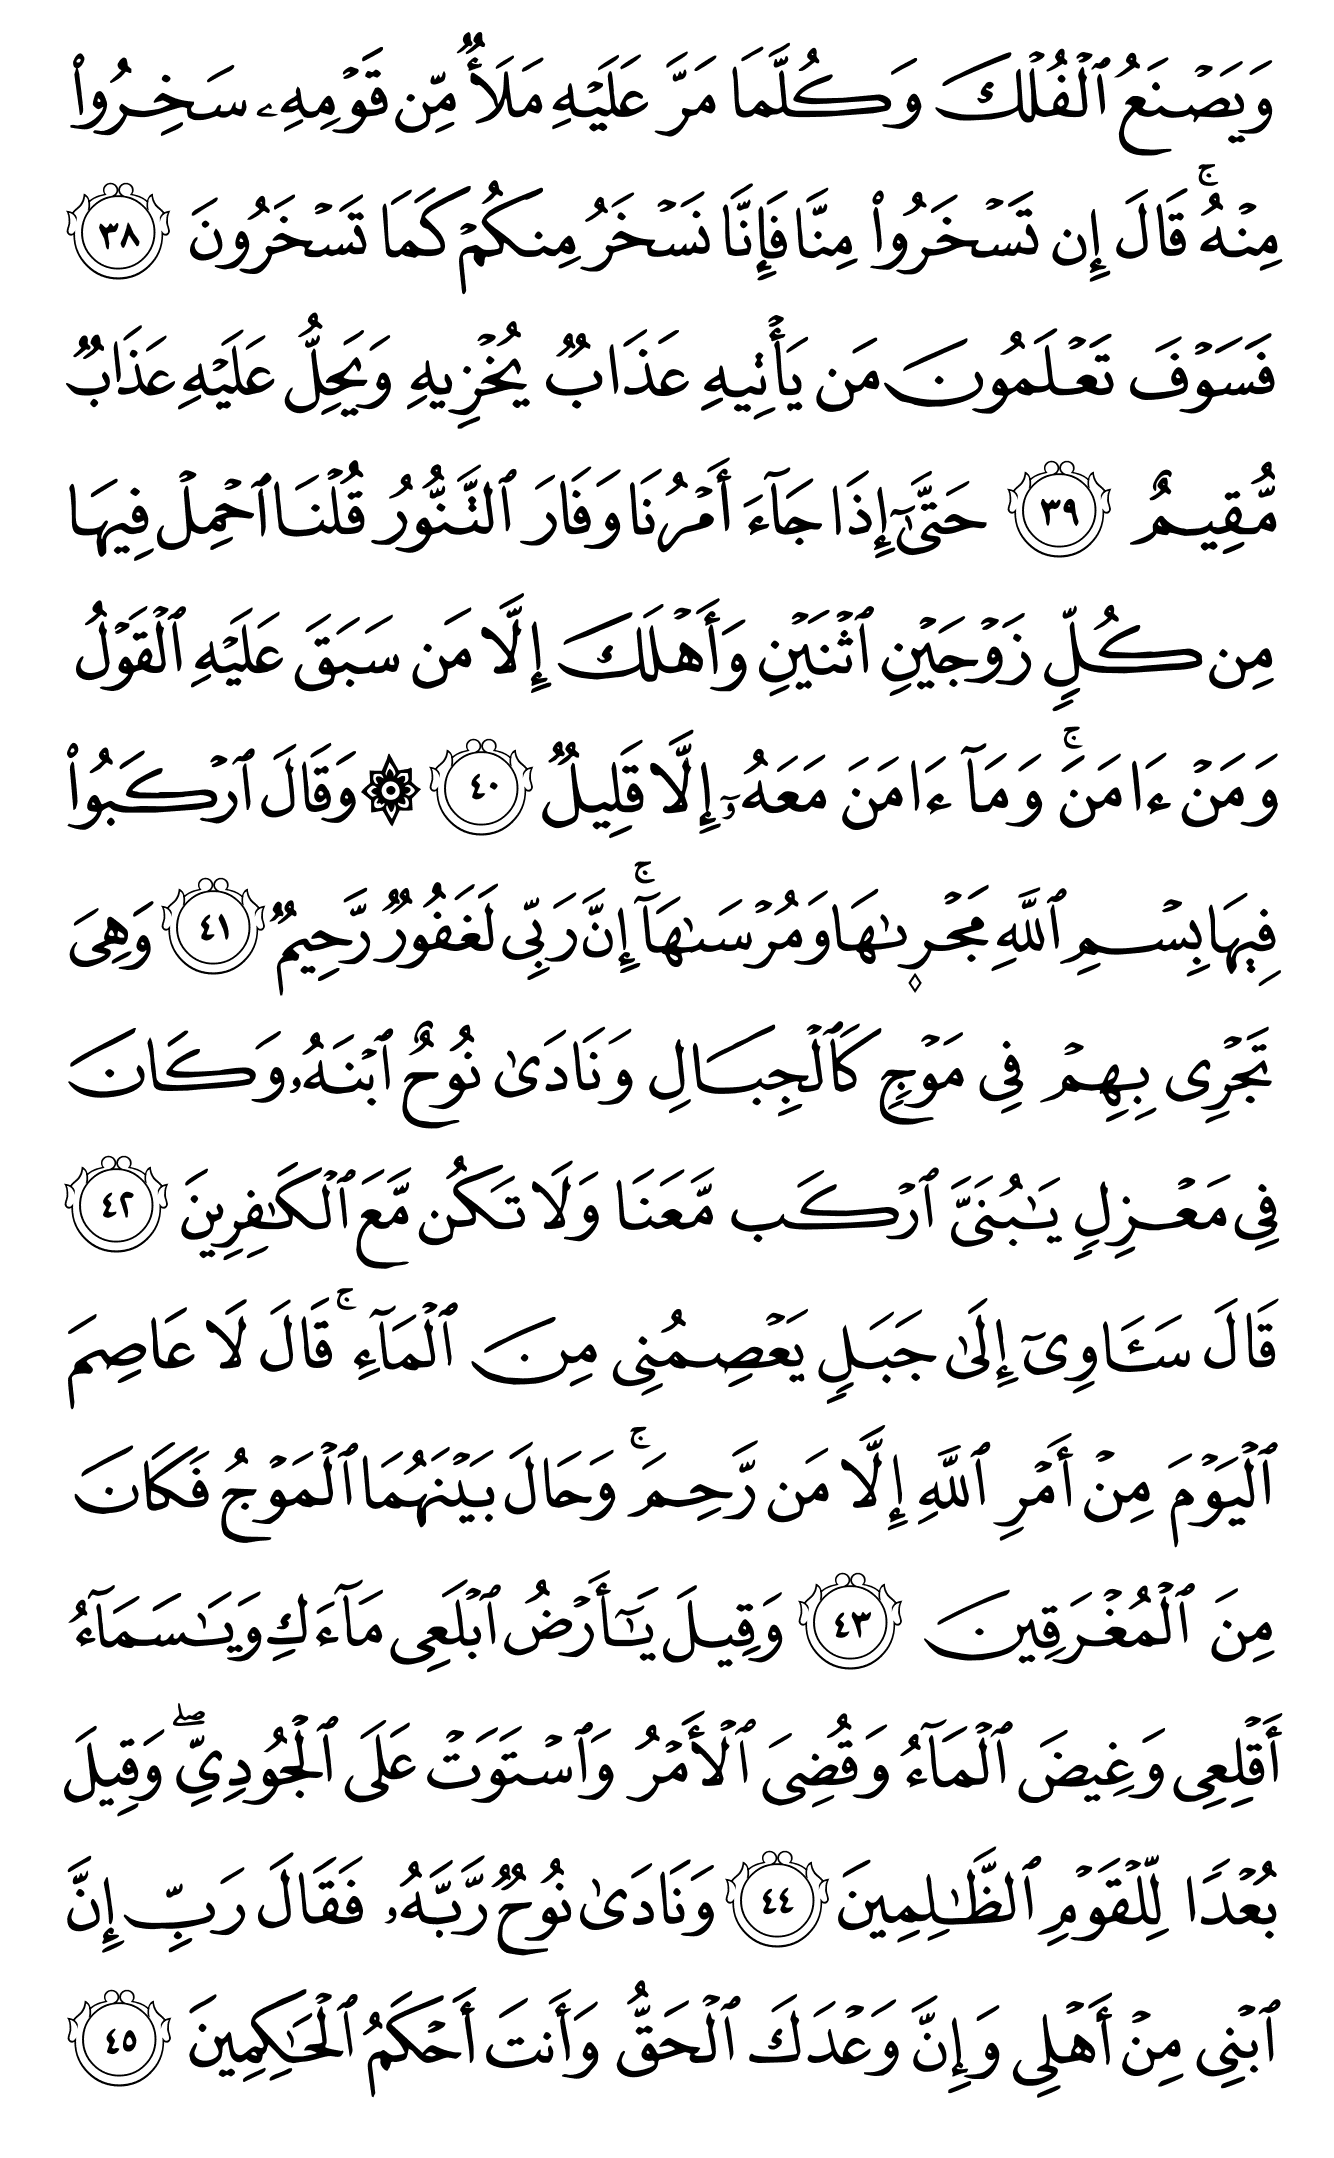 وَيَصۡنَعُ ٱلۡفُلۡكَ وَكُلَّمَا مَرَّ عَلَيۡهِ مَلَأٞ مِّن قَوۡمِهِۦ سَخِرُواْ
مِنۡهُۚ قَالَ إِن تَسۡخَرُواْ مِنَّا فَإِنَّا نَسۡخَرُ مِنكُمۡ كَمَا تَسۡخَرُونَ ٣٨
فَسَوۡفَ تَعۡلَمُونَ مَن يَأۡتِيهِ عَذَابٞ يُخۡزِيهِ وَيَحِلُّ عَلَيۡهِ عَذَابٞ
مُّقِيمٌ ٣٩ حَتَّىٰٓ إِذَا جَآءَ أَمۡرُنَا وَفَارَ ٱلتَّنُّورُ قُلۡنَا ٱحۡمِلۡ فِيهَا
مِن كُلّٖ زَوۡجَيۡنِ ٱثۡنَيۡنِ وَأَهۡلَكَ إِلَّا مَن سَبَقَ عَلَيۡهِ ٱلۡقَوۡلُ
وَمَنۡ ءَامَنَۚ وَمَآ ءَامَنَ مَعَهُۥٓ إِلَّا قَلِيلٞ ٤٠ ۞ وَقَالَ ٱرۡكَبُواْ
فِيهَا بِسۡمِ ٱللَّهِ مَجۡر۪ىٰهَا وَمُرۡسَىٰهَآۚ إِنَّ رَبِّي لَغَفُورٞ رَّحِيمٞ ٤١ وَهِيَ
تَجۡرِي بِهِمۡ فِي مَوۡجٖ كَٱلۡجِبَالِ وَنَادَىٰ نُوحٌ ٱبۡنَهُۥ وَكَانَ
فِي مَعۡزِلٖ يَٰبُنَيَّ ٱرۡكَب مَّعَنَا وَلَا تَكُن مَّعَ ٱلۡكَٰفِرِينَ ٤٢
قَالَ سَـَٔاوِيٓ إِلَىٰ جَبَلٖ يَعۡصِمُنِي مِنَ ٱلۡمَآءِۚ قَالَ لَا عَاصِمَ
ٱلۡيَوۡمَ مِنۡ أَمۡرِ ٱللَّهِ إِلَّا مَن رَّحِمَۚ وَحَالَ بَيۡنَهُمَا ٱلۡمَوۡجُ فَكَانَ
مِنَ ٱلۡمُغۡرَقِينَ ٤٣ وَقِيلَ يَٰٓأَرۡضُ ٱبۡلَعِي مَآءَكِ وَيَٰسَمَآءُ
أَقۡلِعِي وَغِيضَ ٱلۡمَآءُ وَقُضِيَ ٱلۡأَمۡرُ وَٱسۡتَوَتۡ عَلَى ٱلۡجُودِيِّۖ وَقِيلَ
بُعۡدٗا لِّلۡقَوۡمِ ٱلظَّٰلِمِينَ ٤٤ وَنَادَىٰ نُوحٞ رَّبَّهُۥ فَقَالَ رَبِّ إِنَّ
ٱبۡنِي مِنۡ أَهۡلِي وَإِنَّ وَعۡدَكَ ٱلۡحَقُّ وَأَنتَ أَحۡكَمُ ٱلۡحَٰكِمِينَ ٤٥